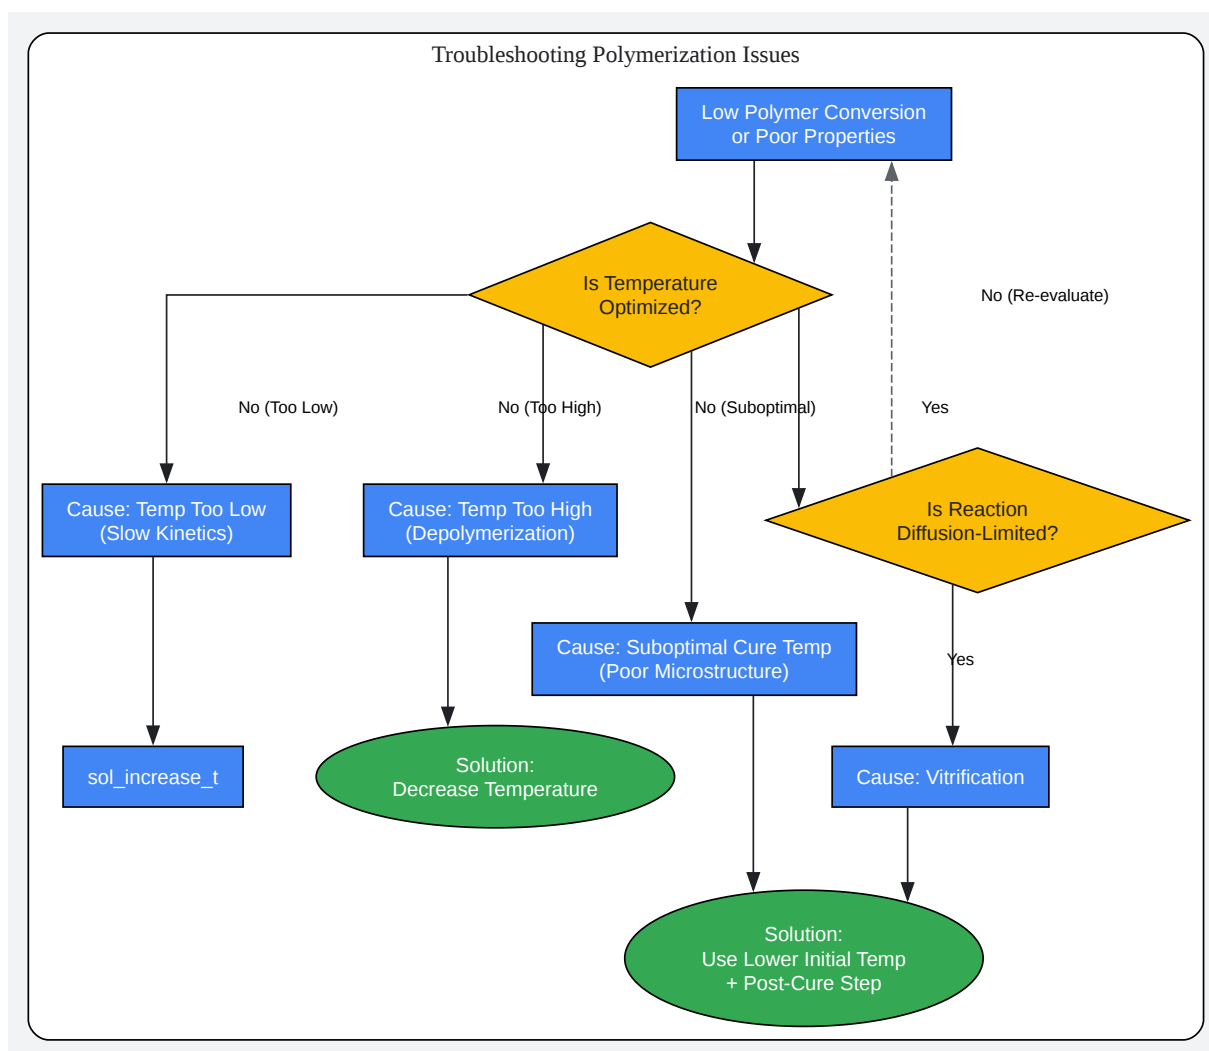 Troubleshooting Polymerization Issues
Low Polymer Conversion
or Poor Properties
Is Temperature
Optimized?
No (Re-evaluate)
No (Too Low)
No (Too High)
No (Suboptimal)
Yes
Cause: Temp Too Low
(Slow Kinetics)
Cause: Temp Too High
(Depolymerization)
Is Reaction
Diffusion-Limited?
Cause: Suboptimal Cure Temp
(Poor Microstructure)
Yes
sol_increase_t
Solution:
Decrease Temperature
Cause: Vitrification
Solution:
Use Lower Initial Temp
+ Post-Cure Step